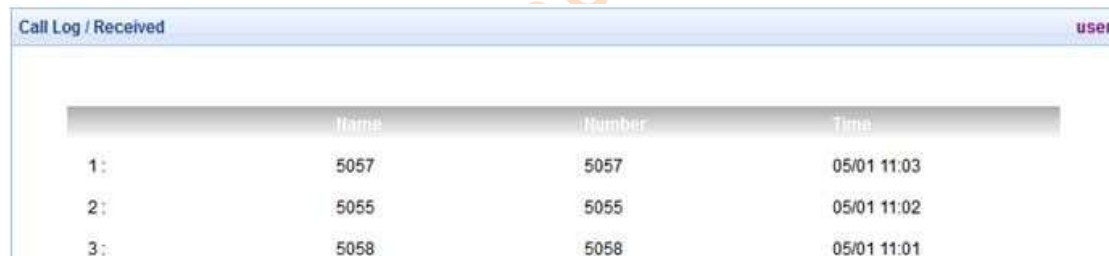 Call Log / Received user
Name Number Time
1 : 5057 5057 05/01 11:03
2 : 5055 5055 05/01 11:02
3 : 5058 5058 05/01 11:01